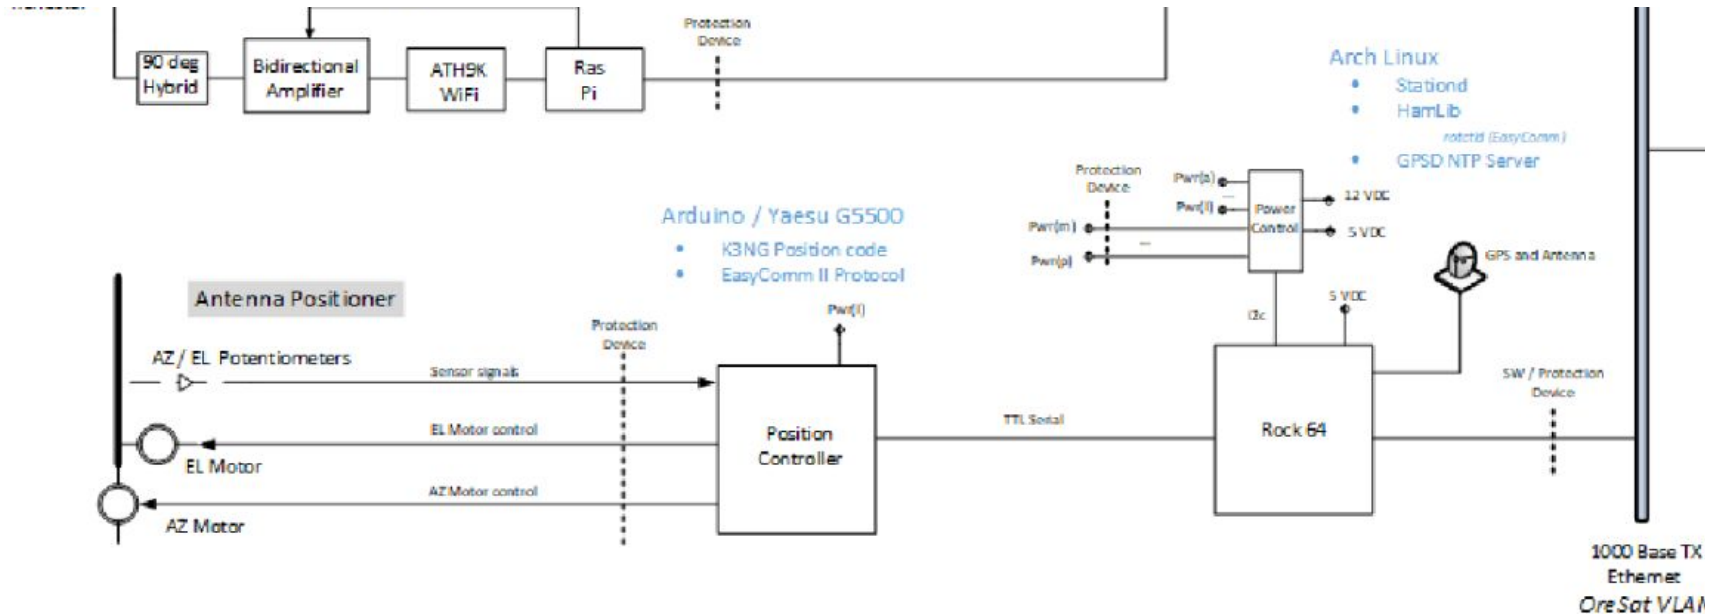 Protection
Device
90 deg
Hybrid
Bidirectional
Amplifier
ATH9K
WiFi
Ras
Pi
Arch Linux
• Stationd
• HamLib
rotctld (EasyComm)
• GPSD NTP Server
Protection
Device
Pwr(a)
...
Pwr(l)
Pwr(m)
...
Pwr(p)
Power
Control
12 VDC
5 VDC
GPS and Antenna
Arduino / Yaesu G5500
• K3NG Position code
• EasyComm II Protocol
Antenna Positioner
Pwr(l)
I2c
5 VDC
Protection
Device
AZ / EL Potentiometers
Sensor signals
SW / Protection
Device
EL Motor control
EL Motor
Position
Controller
TTL Serial
Rock 64
AZ Motor control
AZ Motor
1000 Base TX
Ethernet
OreSat VLAN